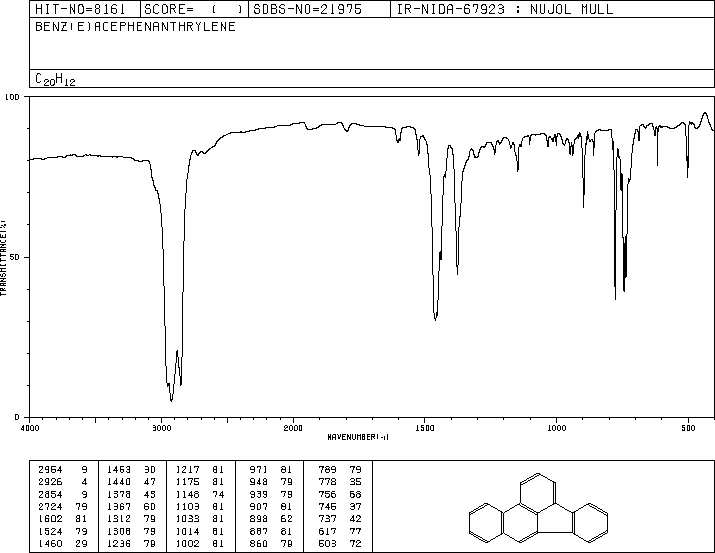 HIT-NO=8161 SCORE= ( ) SDBS-NO=21975 IR-NIDA-67923 : NUJOL MULL
BENZ(E)ACEPHENANTHRYLENE
C20H12
100
50
0
TRANSMITTANCE(%)
4000 3000 2000 1500 1000 500
WAVENUMBER(-1)
2954 9 1463 30 1217 81 971 81 789 79
2926 4 1440 47 1175 81 948 79 778 35
2854 9 1378 43 1148 74 939 79 756 68
2724 79 1367 60 1103 81 907 81 745 37
1602 81 1312 79 1033 81 898 62 737 42
1524 79 1308 79 1014 81 887 81 617 77
1460 29 1236 79 1002 81 860 79 503 72